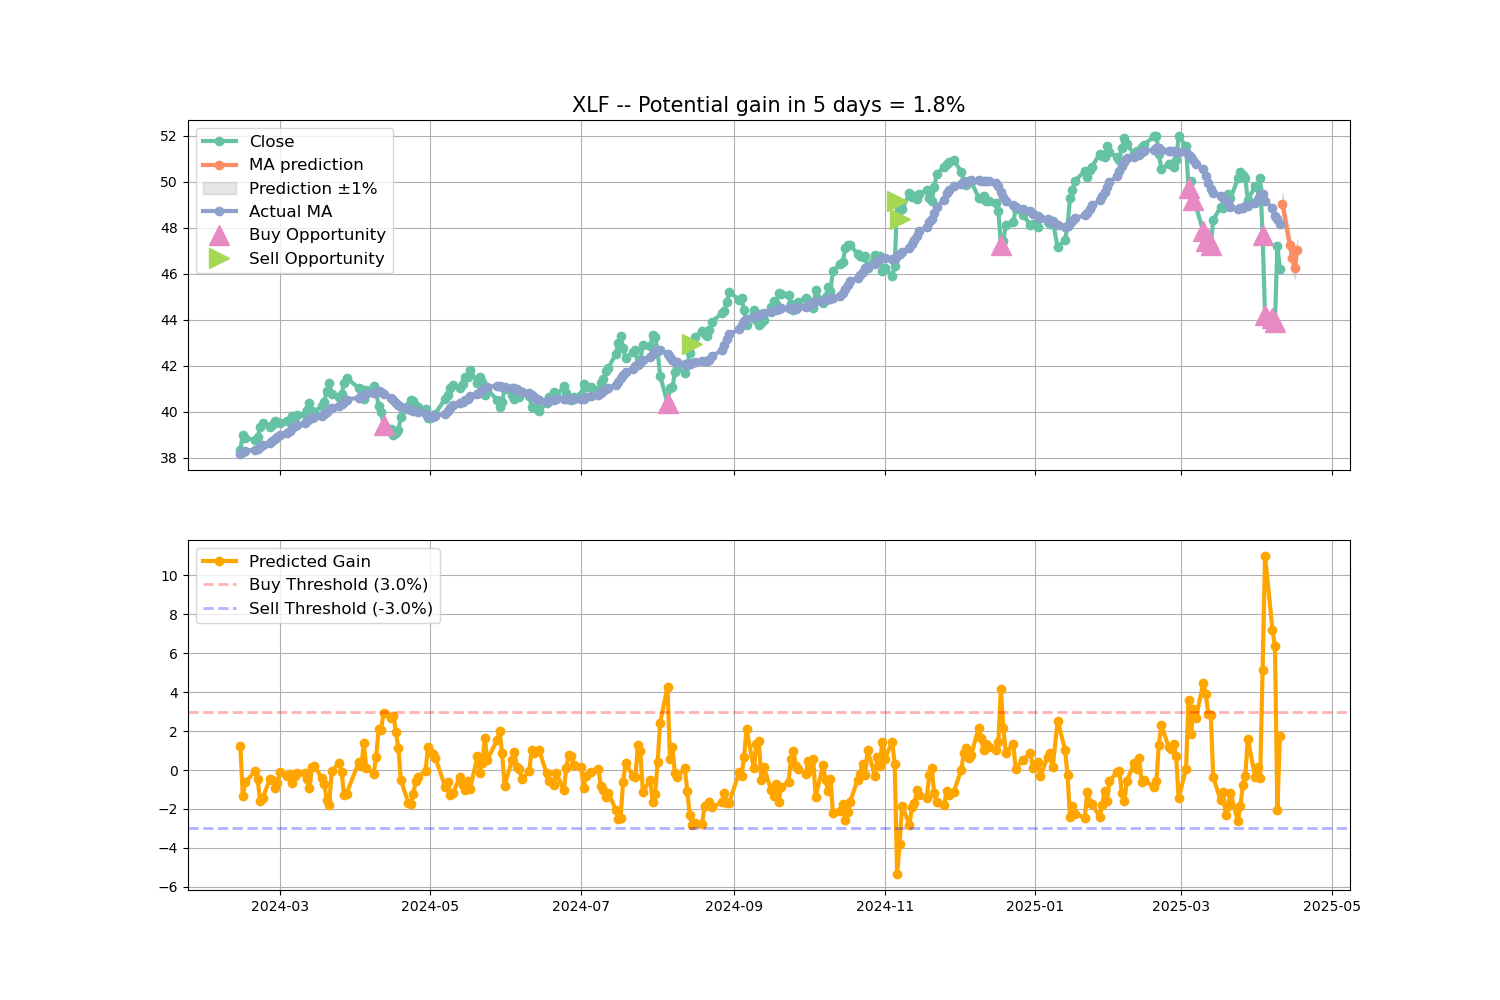 XLF -- Potential gain in 5 days = 1.8%
52
50
48
46
44
42
40
38
Close
MA prediction
Prediction ±1%
Actual MA
Buy Opportunity
Sell Opportunity
10
8
6
4
2
0
−2
−4
−6
Predicted Gain
Buy Threshold (3.0%)
Sell Threshold (-3.0%)
2024-03 2024-05 2024-07 2024-09 2024-11 2025-01 2025-03 2025-05